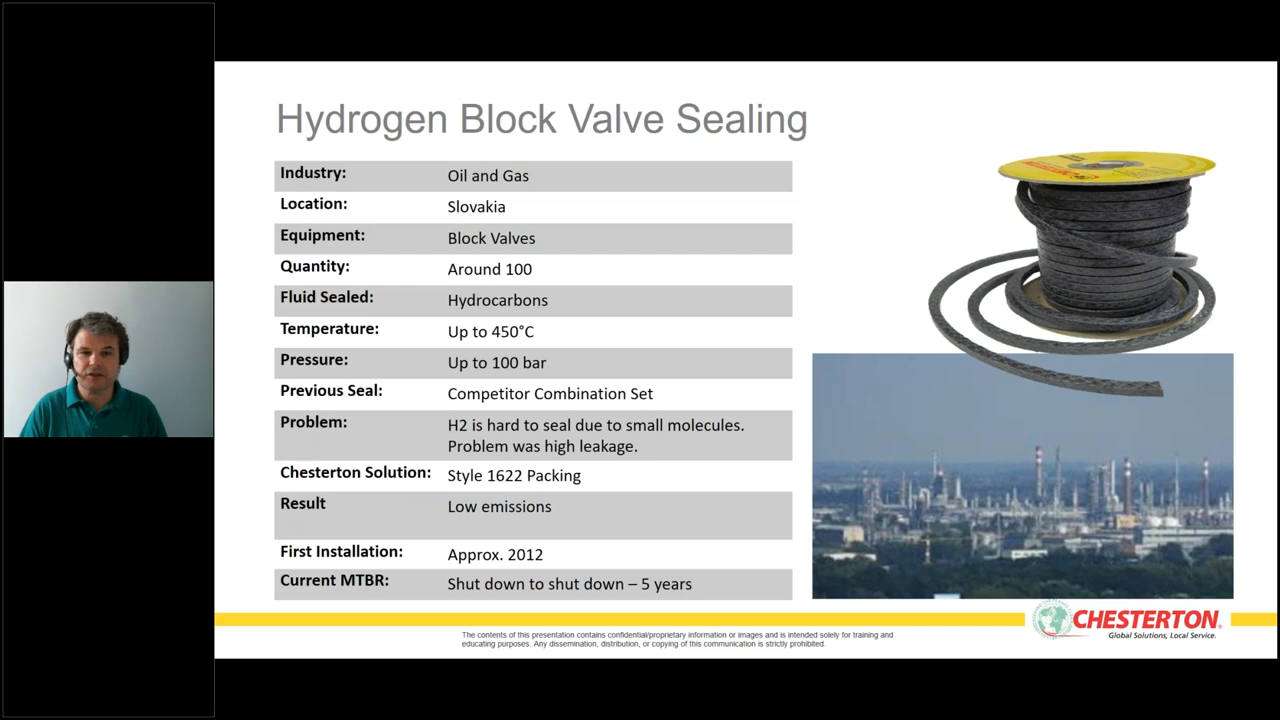 Hydrogen Block Valve Sealing
Industry: Oil and Gas
Location: Slovakia
Equipment: Block Valves
Quantity: Around 100
Fluid Sealed: Hydrocarbons
Temperature: Up to 450°C
Pressure: Up to 100 bar
Previous Seal: Competitor Combination Set
Problem: H2 is hard to seal due to small molecules.
Problem was high leakage.
Chesterton Solution: Style 1622 Packing
Result Low emissions
First Installation: Approx. 2012
Current MTBR: Shut down to shut down – 5 years
CHESTERTON®
Global Solutions, Local Service.
The contents of this presentation contains confidential/proprietary information or images and is intended solely for training and
educating purposes. Any dissemination, distribution, or copying of this communication is strictly prohibited.